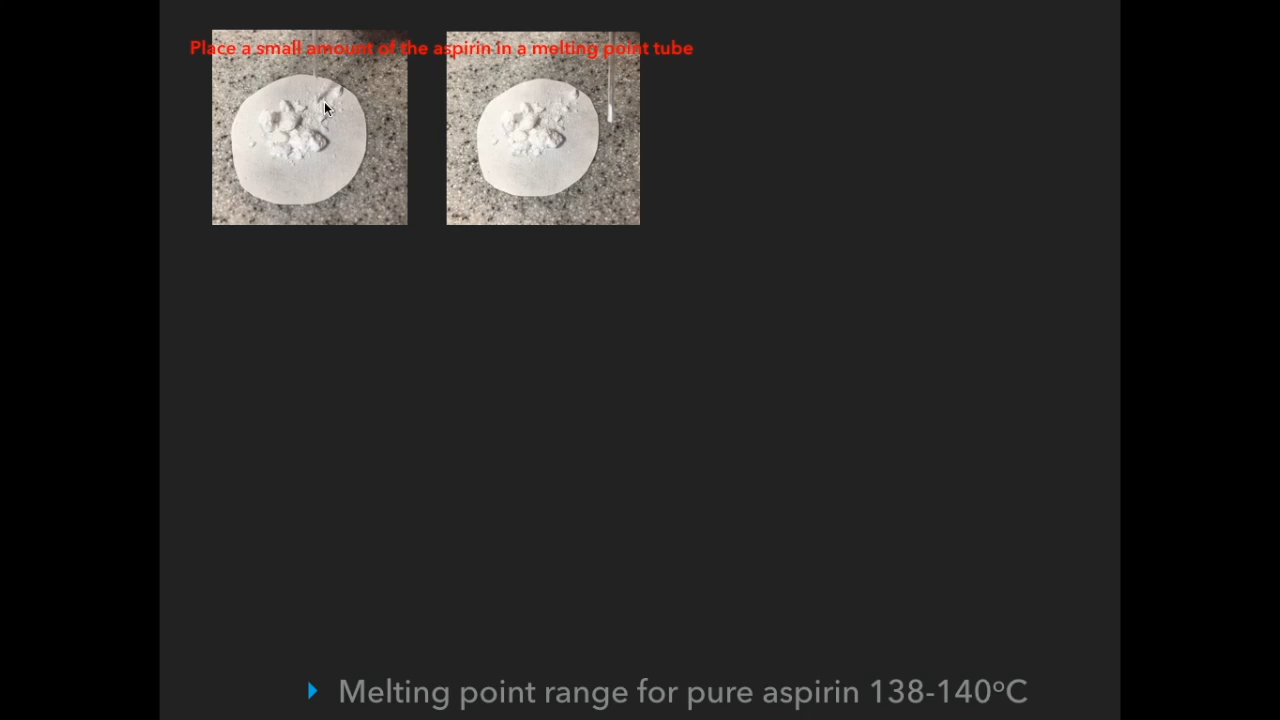 Place a small amount of the aspirin in a melting point tube
Melting point range for pure aspirin 138-140ºC